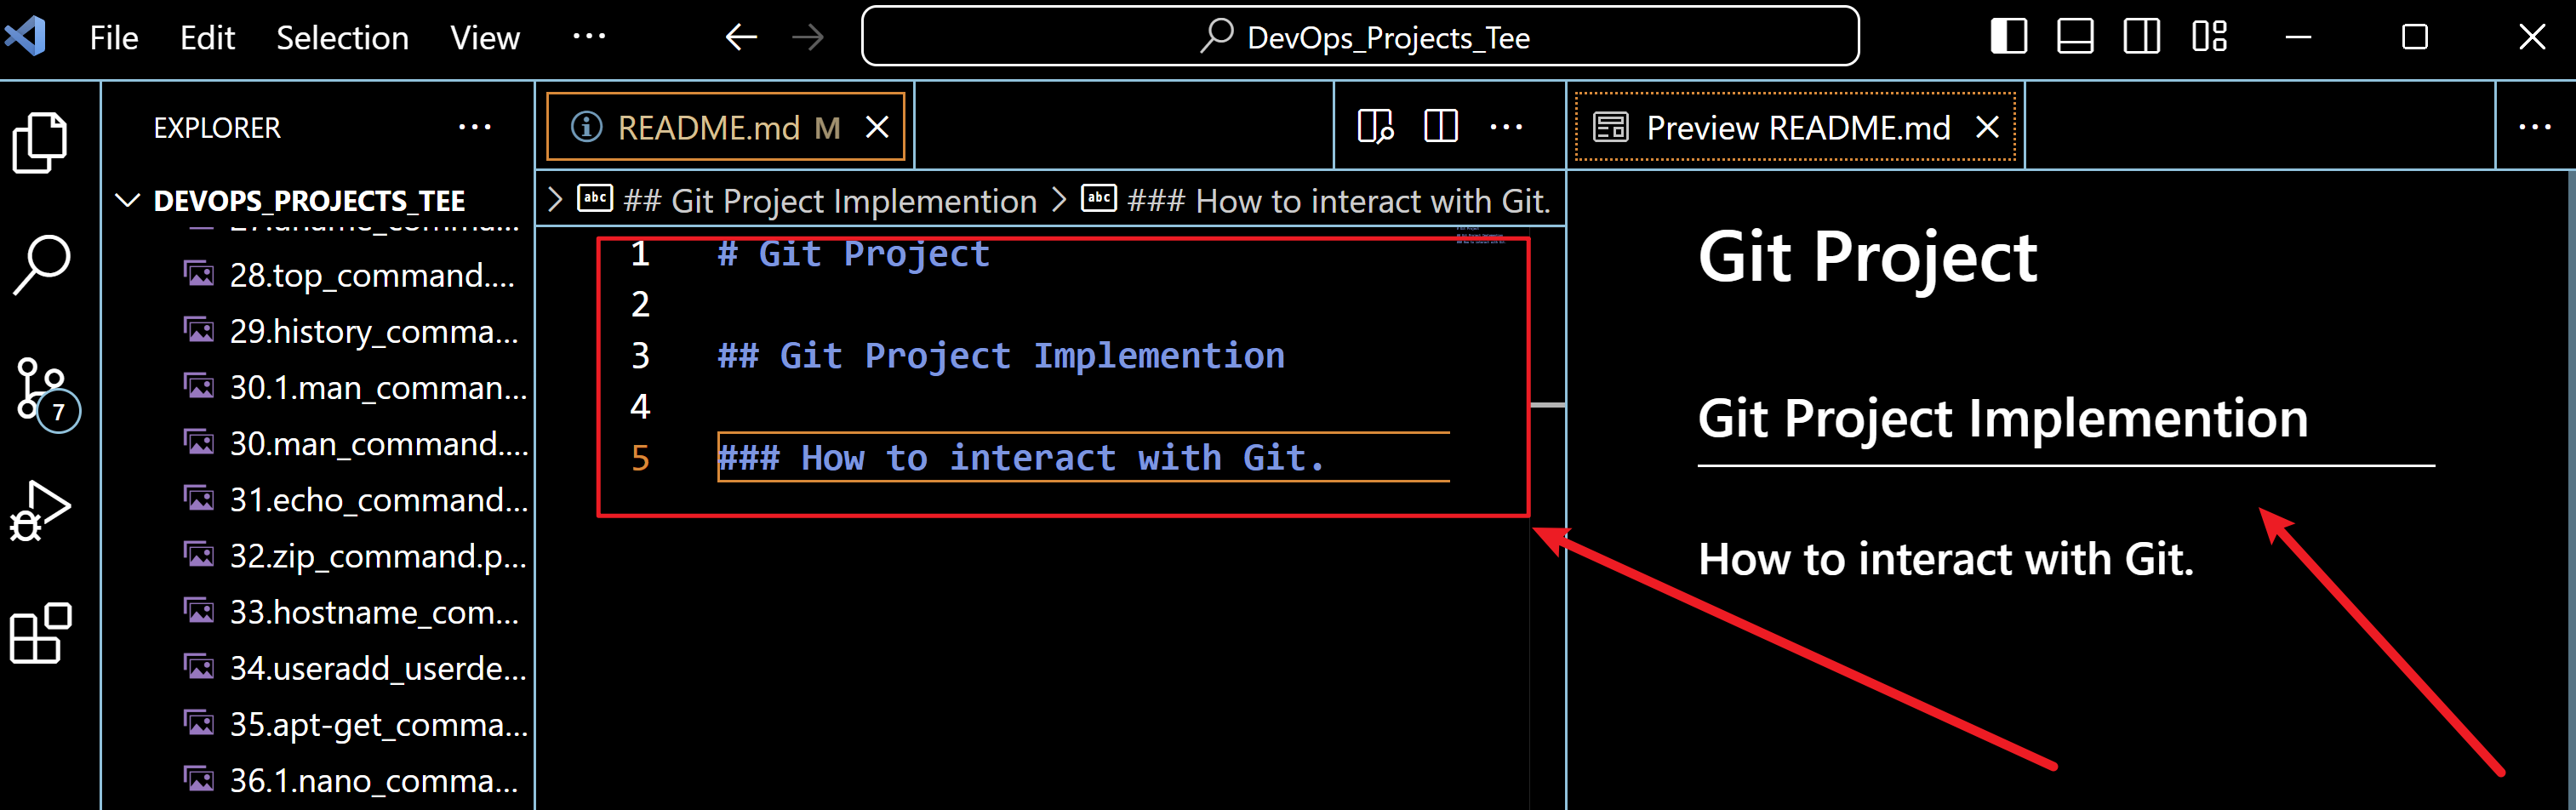 File Edit Selection View ... DevOps_Projects_Tee
EXPLORER ...
DEVOPS_PROJECTS_TEE
28.top_command....
29.history_comma...
30.1.man_comman...
30.man_command....
31.echo_command...
32.zip_command.p...
33.hostname_com...
34.useradd_userde...
35.apt-get_comma...
36.1.nano_comma...
7
README.md M
## Git Project Implemention > ### How to interact with Git.
1 # Git Project
2
3 ## Git Project Implemention
4
5 ### How to interact with Git.
Preview README.md
Git Project
Git Project Implemention
How to interact with Git.